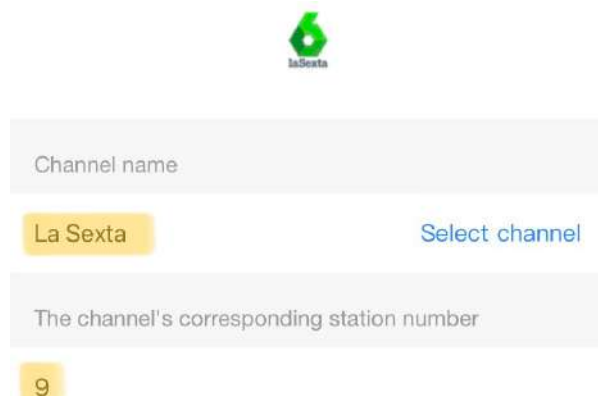 laSexta
Channel name
La Sexta
Select channel
The channel's corresponding station number
9